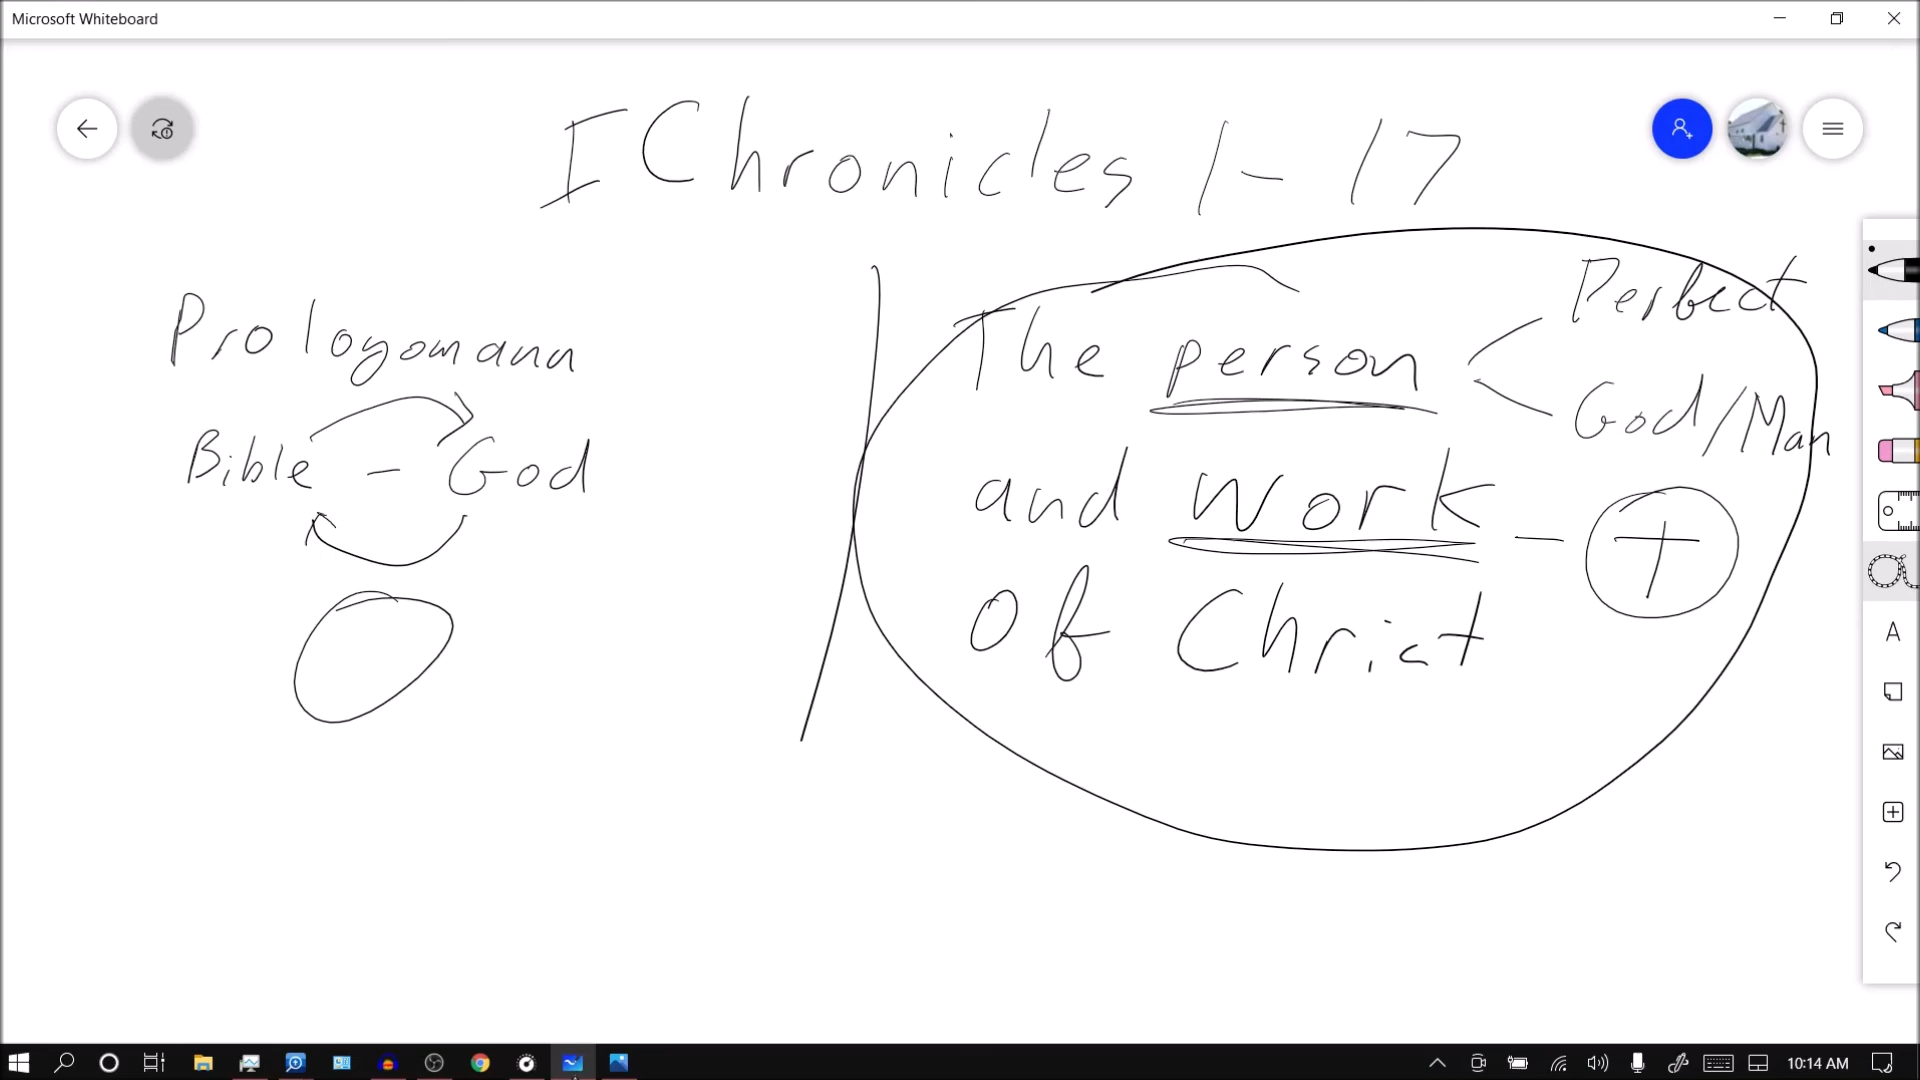 Microsoft Whiteboard
I Chronicles 1-17
Prologomana
Bible - God
The person
Perfect
God/Man
and work -
Of Christ
A
10:14 AM